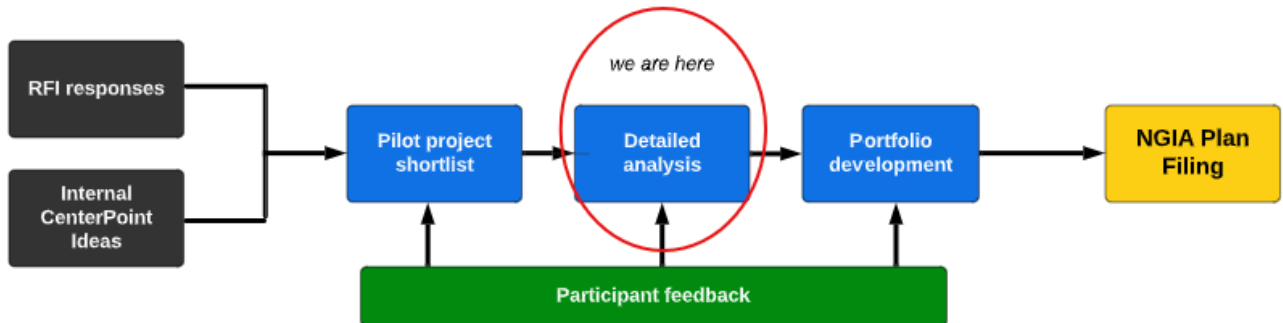 we are here
RFI responses
Internal
CenterPoint
Ideas
Pilot project
shortlist
Detailed
analysis
Portfolio
development
NGIA Plan
Filing
Participant feedback